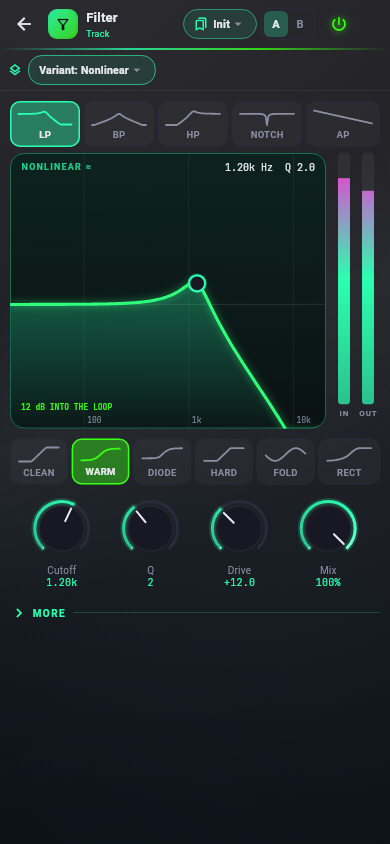 Filter
Track
Init
A B
Variant: Nonlinear
LP BP HP NOTCH AP
NONLINEAR ≈ 1.20k Hz Q 2.0
12 dB INTO THE LOOP
100 1k 10k
IN OUT
CLEAN WARM DIODE HARD FOLD RECT
Cutoff Q Drive Mix
1.20k 2 +12.0 100%
MORE